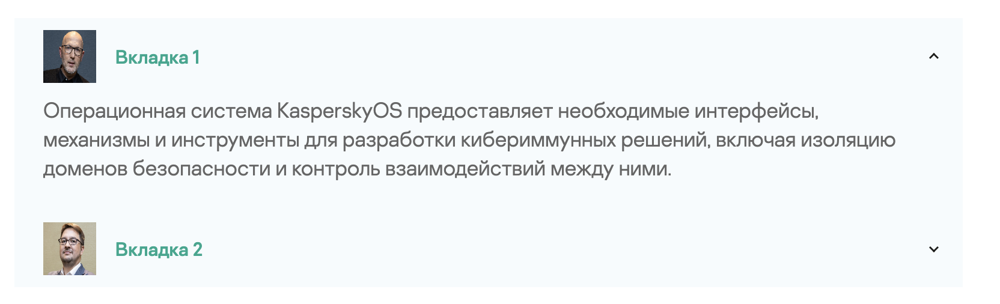 Вкладка 1
Операционная система KasperskyOS предоставляет необходимые интерфейсы,
механизмы и инструменты для разработки кибериммунных решений, включая изоляцию
доменов безопасности и контроль взаимодействий между ними.
Вкладка 2